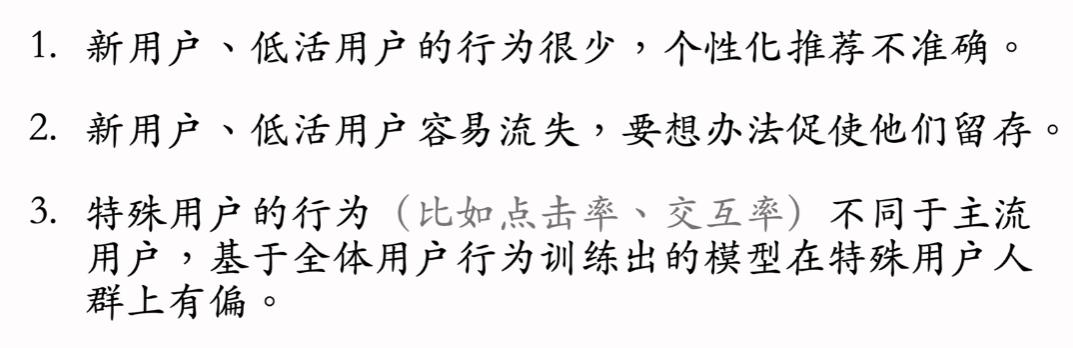 1. 新用户、低活用户的行为很少，个性化推荐不准确。
2. 新用户、低活用户容易流失，要想办法促使他们留存。
3. 特殊用户的行为（比如点击率、交互率）不同于主流
用户，基于全体用户行为训练出的模型在特殊用户人
群上有偏。